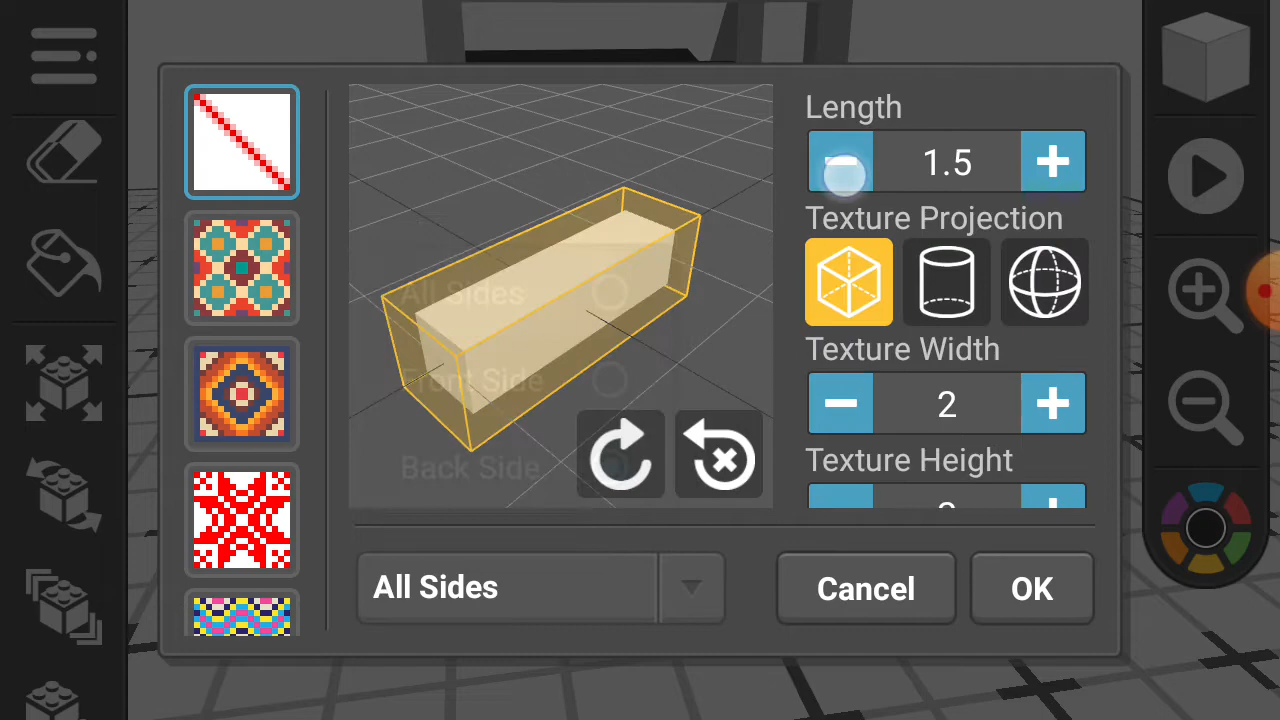 Length
1.5
Texture Projection
Texture Width
2
Texture Height
All Sides
Front Side
Back Side
All Sides
Cancel
OK